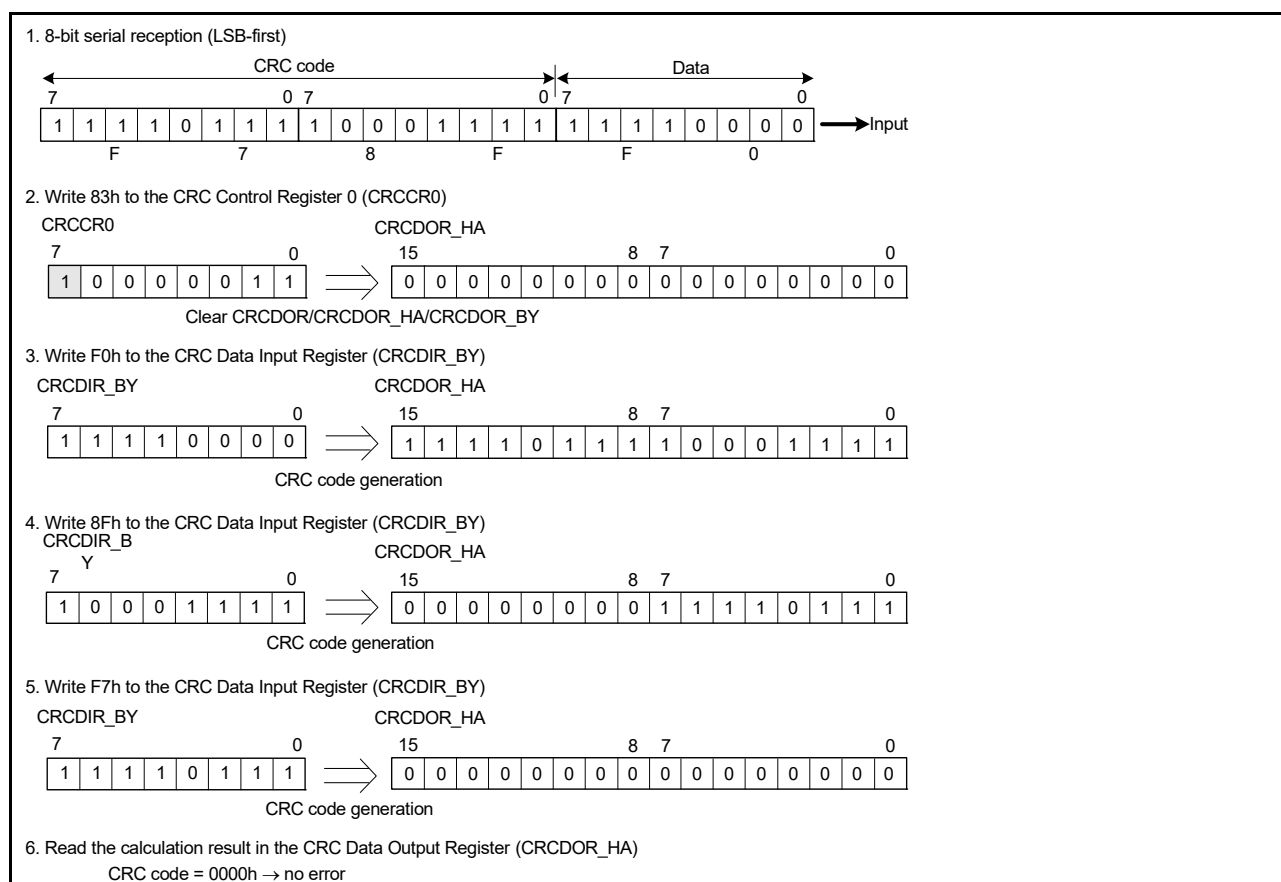 1. 8-bit serial reception (LSB-first)
CRC code Data
7 0 7 0 7 0
1 1 1 1 0 1 1 1 1 0 0 0 1 1 1 1 1 1 1 1 0 0 0 0 Input
F 7 8 F F 0
2. Write 83h to the CRC Control Register 0 (CRCCR0)
CRCCR0 CRCDOR_HA
7 0 15 8 7 0
1 0 0 0 0 0 1 1 0 0 0 0 0 0 0 0 0 0 0 0 0 0 0 0
Clear CRCDOR/CRCDOR_HA/CRCDOR_BY
3. Write F0h to the CRC Data Input Register (CRCDIR_BY)
CRCDIR_BY CRCDOR_HA
7 0 15 8 7 0
1 1 1 1 0 0 0 0 1 1 1 1 0 1 1 1 1 0 0 0 1 1 1 1
CRC code generation
4. Write 8Fh to the CRC Data Input Register (CRCDIR_BY)
CRCDIR_B
Y CRCDOR_HA
7 0 15 8 7 0
1 0 0 0 1 1 1 1 0 0 0 0 0 0 0 0 1 1 1 1 0 1 1 1
CRC code generation
5. Write F7h to the CRC Data Input Register (CRCDIR_BY)
CRCDIR_BY CRCDOR_HA
7 0 15 8 7 0
1 1 1 1 0 1 1 1 0 0 0 0 0 0 0 0 0 0 0 0 0 0 0 0
CRC code generation
6. Read the calculation result in the CRC Data Output Register (CRCDOR_HA)
CRC code = 0000h → no error